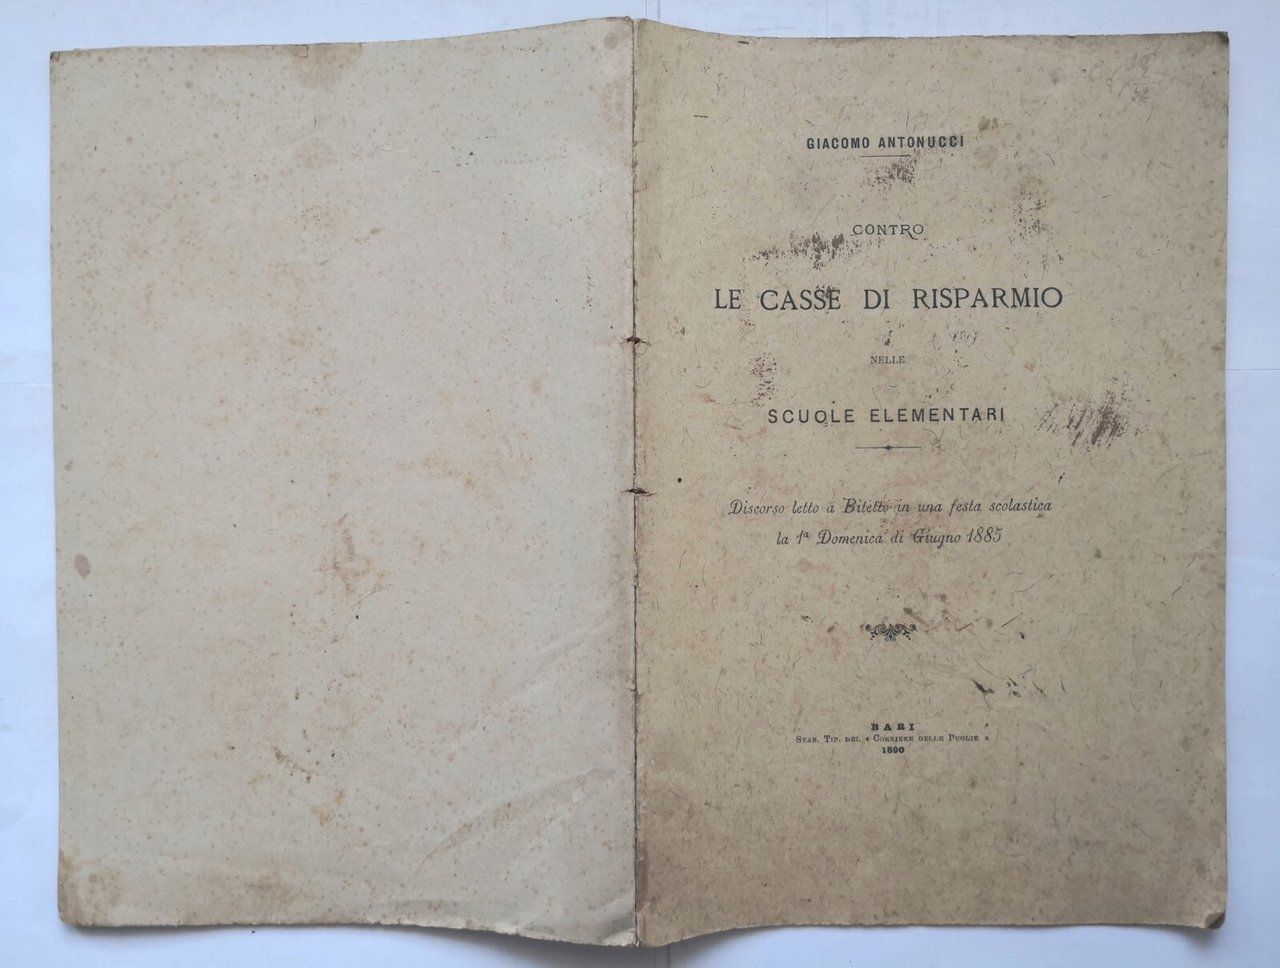 GIACOMO ANTONUCCI
CONTRO
LE CASSE DI RISPARMIO
NELLE
SCUOLE ELEMENTARI
Discorso letto a Bitetto in una festa scolastica
la 1ª Domenica di Giugno 1885
BARI
STAB. TIP. DEL « CORRIERE DELLE PUGLIE »
1890